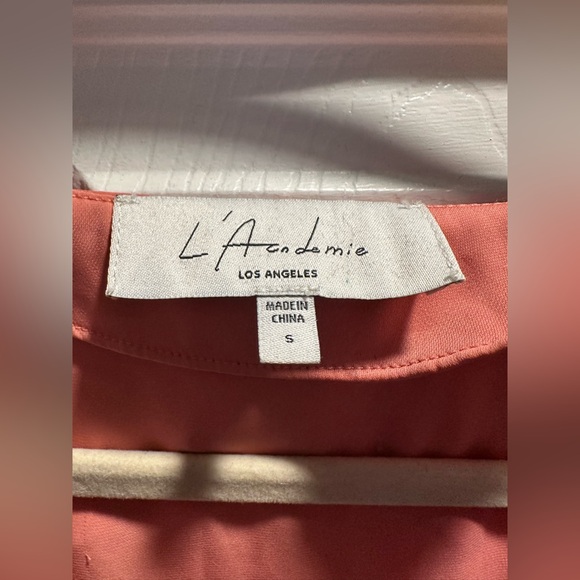 L'Academie
LOS ANGELES
MADE IN
CHINA
S